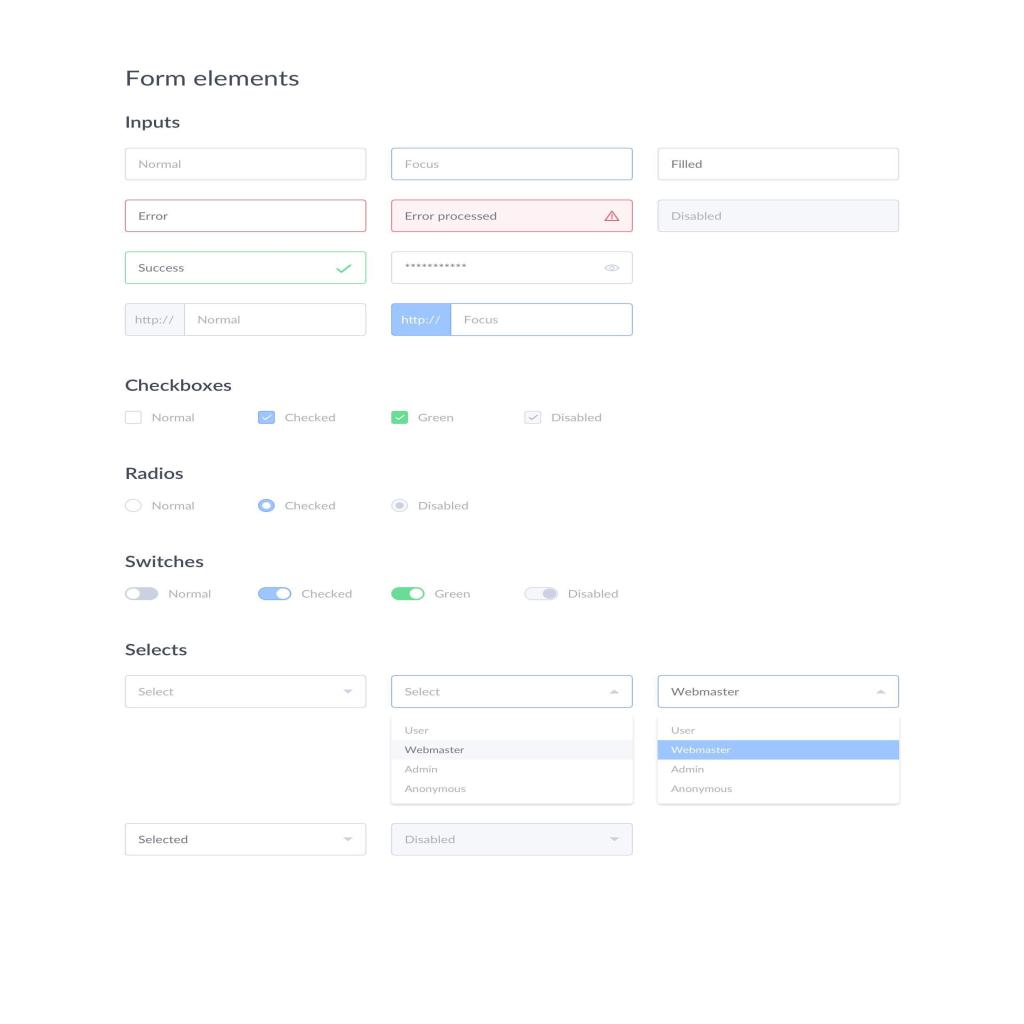 Form elements
Inputs
Normal Focus Filled
Error Error processed Disabled
Success ***********
http:// Normal http:// Focus
Checkboxes
Normal Checked Green Disabled
Radios
Normal Checked Disabled
Switches
Normal Checked Green Disabled
Selects
Select Select Webmaster
User User
Webmaster Webmaster
Admin Admin
Anonymous Anonymous
Selected Disabled